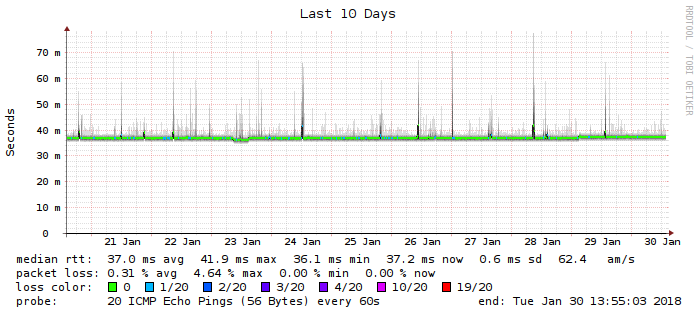 Last 10 Days
RRDTOOL / TOBI OETIKER
Seconds
70 m
60 m
50 m
40 m
30 m
20 m
10 m
0
21 Jan 22 Jan 23 Jan 24 Jan 25 Jan 26 Jan 27 Jan 28 Jan 29 Jan 30 Jan
median rtt: 37.0 ms avg 41.9 ms max 36.1 ms min 37.2 ms now 0.6 ms sd 62.4 am/s
packet loss: 0.31 % avg 4.64 % max 0.00 % min 0.00 % now
loss color: 0 1/20 2/20 3/20 4/20 10/20 19/20
probe: 20 ICMP Echo Pings (56 Bytes) every 60s end: Tue Jan 30 13:55:03 2018